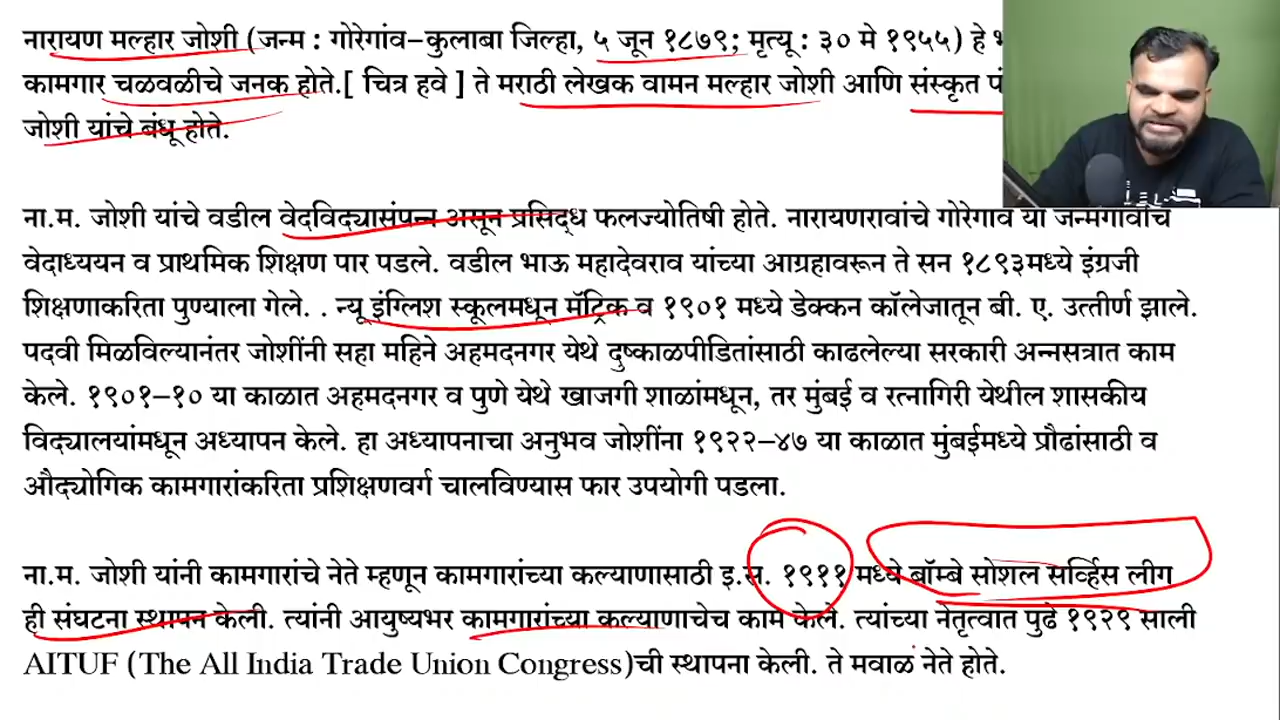 नारायण मल्हार जोशी (जन्म : गोरेगांव–कुलाबा जिल्हा, ५ जून १८७९; मृत्यू : ३० मे १९५५) हे
कामगार चळवळीचे जनक होते.[ चित्र हवे ] ते मराठी लेखक वामन मल्हार जोशी आणि संस्कृत
जोशी यांचे बंधू होते.
ना.म. जोशी यांचे वडील वेदविद्यासंपन्न असून प्रसिद्ध फलज्योतिषी होते. नारायणरावांचे गोरेगाव या जन्मगावीच
वेदाध्ययन व प्राथमिक शिक्षण पार पडले. वडील भाऊ महादेवराव यांच्या आग्रहावरून ते सन १८९३मध्ये इंग्रजी
शिक्षणाकरिता पुण्याला गेले. . न्यू इंग्लिश स्कूलमधून मॅट्रिक व १९०१ मध्ये डेक्कन कॉलेजातून बी. ए. उत्तीर्ण झाले.
पदवी मिळविल्यानंतर जोशींनी सहा महिने अहमदनगर येथे दुष्काळपीडितांसाठी काढलेल्या सरकारी अन्नसत्रात काम
केले. १९०१–१० या काळात अहमदनगर व पुणे येथे खाजगी शाळांमधून, तर मुंबई व रत्नागिरी येथील शासकीय
विद्यालयांमधून अध्यापन केले. हा अध्यापनाचा अनुभव जोशींना १९२२–४७ या काळात मुंबईमध्ये प्रौढांसाठी व
औद्योगिक कामगारांकरिता प्रशिक्षणवर्ग चालविण्यास फार उपयोगी पडला.
ना.म. जोशी यांनी कामगारांचे नेते म्हणून कामगारांच्या कल्याणासाठी इ.स. १९११ मध्ये बॉम्बे सोशल सर्व्हिस लीग
ही संघटना स्थापन केली. त्यांनी आयुष्यभर कामगारांच्या कल्याणाचेच काम केले. त्यांच्या नेतृत्वात पुढे १९२९ साली
AITUF (The All India Trade Union Congress)ची स्थापना केली. ते मवाळ नेते होते.